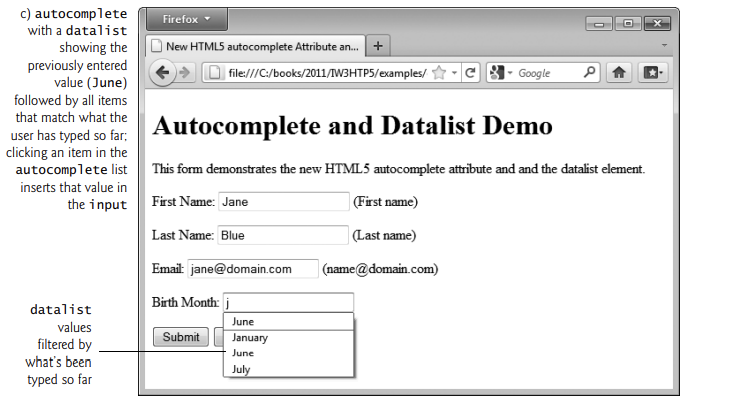 c) autocomplete
with a datalist
showing the
previously entered
value (June)
followed by all items
that match what the
user has typed so far;
clicking an item in the
autocomplete list
inserts that value in
the input
datalist
values
filtered by
what's been
typed so far
Firefox
New HTML5 autocomplete Attribute an...
file:///C:/books/2011/IW3HTP5/examples/
Google
Autocomplete and Datalist Demo
This form demonstrates the new HTML5 autocomplete attribute and and the datalist element.
First Name: Jane (First name)
Last Name: Blue (Last name)
Email: jane@domain.com (name@domain.com)
Birth Month: j
Submit
June
January
June
July